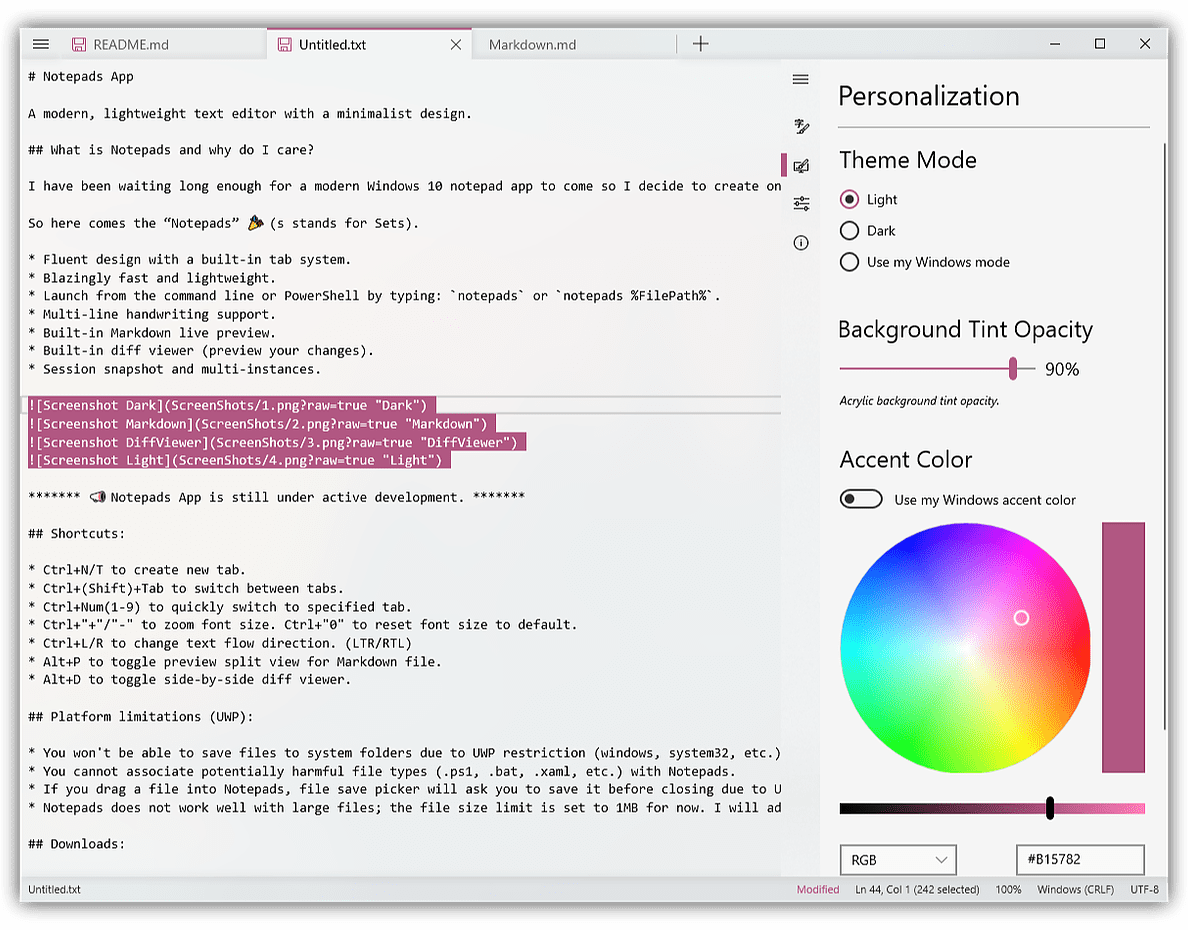 README.md
Untitled.txt
Markdown.md
# Notepads App
A modern, lightweight text editor with a minimalist design.
## What is Notepads and why do I care?
I have been waiting long enough for a modern Windows 10 notepad app to come so I decide to create on
So here comes the “Notepads” 🎉 (s stands for Sets).
* Fluent design with a built-in tab system.
* Blazingly fast and lightweight.
* Launch from the command line or PowerShell by typing: `notepads` or `notepads %FilePath%`.
* Multi-line handwriting support.
* Built-in Markdown live preview.
* Built-in diff viewer (preview your changes).
* Session snapshot and multi-instances.
![Screenshot Dark](ScreenShots/1.png?raw=true "Dark")
![Screenshot Markdown](ScreenShots/2.png?raw=true "Markdown")
![Screenshot DiffViewer](ScreenShots/3.png?raw=true "DiffViewer")
![Screenshot Light](ScreenShots/4.png?raw=true "Light")
******* 📢 Notepads App is still under active development. *******
## Shortcuts:
* Ctrl+N/T to create new tab.
* Ctrl+(Shift)+Tab to switch between tabs.
* Ctrl+Num(1-9) to quickly switch to specified tab.
* Ctrl+"+"/"-" to zoom font size. Ctrl+"0" to reset font size to default.
* Ctrl+L/R to change text flow direction. (LTR/RTL)
* Alt+P to toggle preview split view for Markdown file.
* Alt+D to toggle side-by-side diff viewer.
## Platform limitations (UWP):
* You won't be able to save files to system folders due to UWP restriction (windows, system32, etc.)
* You cannot associate potentially harmful file types (.ps1, .bat, .xaml, etc.) with Notepads.
* If you drag a file into Notepads, file save picker will ask you to save it before closing due to U
* Notepads does not work well with large files; the file size limit is set to 1MB for now. I will ad
## Downloads:
Personalization
Theme Mode
Light
Dark
Use my Windows mode
Background Tint Opacity
90%
Acrylic background tint opacity.
Accent Color
Use my Windows accent color
RGB
#B15782
Untitled.txt
Modified
Ln 44, Col 1 (242 selected)
100%
Windows (CRLF)
UTF-8